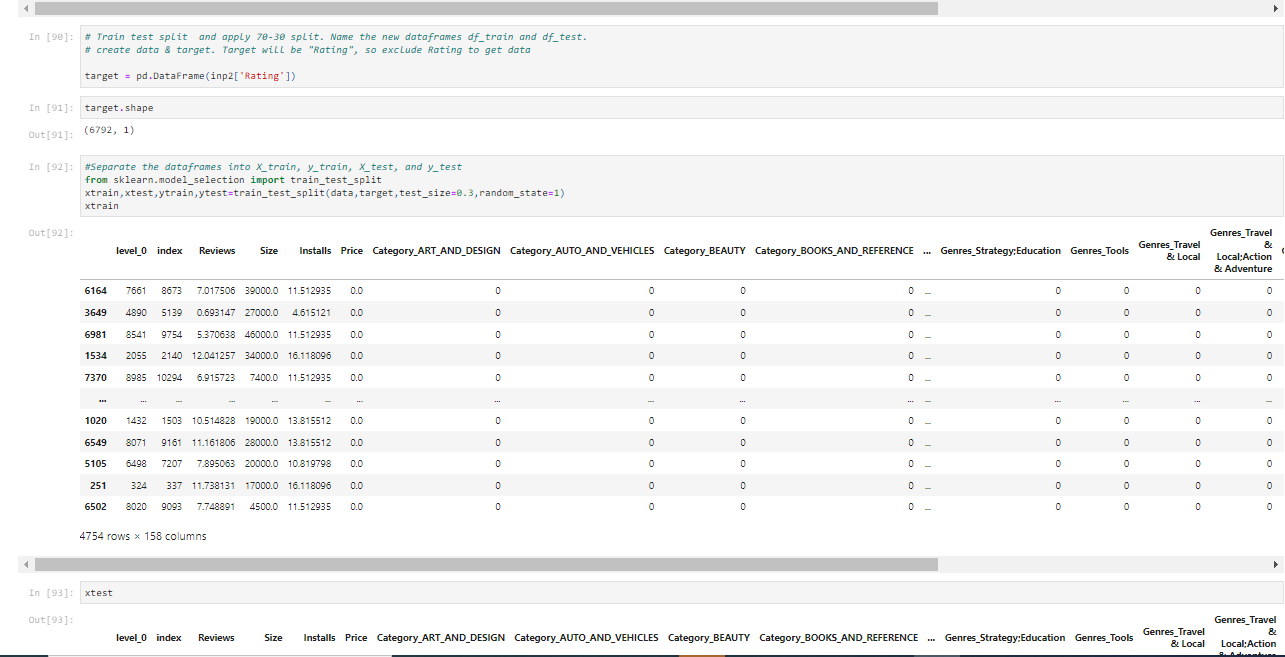 In [90]: # Train test split  and apply 70-30 split. Name the new dataframes df_train and df_test.
# create data & target. Target will be "Rating", so exclude Rating to get data
target = pd.DataFrame(inp2['Rating'])
In [91]: target.shape
Out[91]: (6792, 1)
In [92]: #Separate the dataframes into X_train, y_train, X_test, and y_test
from sklearn.model_selection import train_test_split
xtrain,xtest,ytrain,ytest=train_test_split(data,target,test_size=0.3,random_state=1)
xtrain
Out[92]:
level_0 index Reviews Size Installs Price Category_ART_AND_DESIGN Category_AUTO_AND_VEHICLES Category_BEAUTY Category_BOOKS_AND_REFERENCE ... Genres_Strategy;Education Genres_Tools Genres_Travel & Local Genres_Travel & Local;Action & Adventure
6164 7661 8673 7.017506 39000.0 11.512935 0.0 0 0 0 0 ... 0 0 0 0
3649 4890 5139 0.693147 27000.0 4.615121 0.0 0 0 0 0 ... 0 0 0 0
6981 8541 9754 5.370638 46000.0 11.512935 0.0 0 0 0 0 ... 0 0 0 0
1534 2055 2140 12.041257 34000.0 16.118096 0.0 0 0 0 0 ... 0 0 0 0
7370 8985 10294 6.915723 7400.0 11.512935 0.0 0 0 0 0 ... 0 0 0 0
... ... ... ... ... ... ... ... ... ... ... ... ... ... ... ...
1020 1432 1503 10.514828 19000.0 13.815512 0.0 0 0 0 0 ... 0 0 0 0
6549 8071 9161 11.161806 28000.0 13.815512 0.0 0 0 0 0 ... 0 0 0 0
5105 6498 7207 7.895063 20000.0 10.819798 0.0 0 0 0 0 ... 0 0 0 0
251 324 337 11.738131 17000.0 16.118096 0.0 0 0 0 0 ... 0 0 0 0
6502 8020 9093 7.748891 4500.0 11.512935 0.0 0 0 0 0 ... 0 0 0 0
4754 rows × 158 columns
In [93]: xtest
Out[93]:
level_0 index Reviews Size Installs Price Category_ART_AND_DESIGN Category_AUTO_AND_VEHICLES Category_BEAUTY Category_BOOKS_AND_REFERENCE ... Genres_Strategy;Education Genres_Tools Genres_Travel & Local Genres_Travel & Local;Action